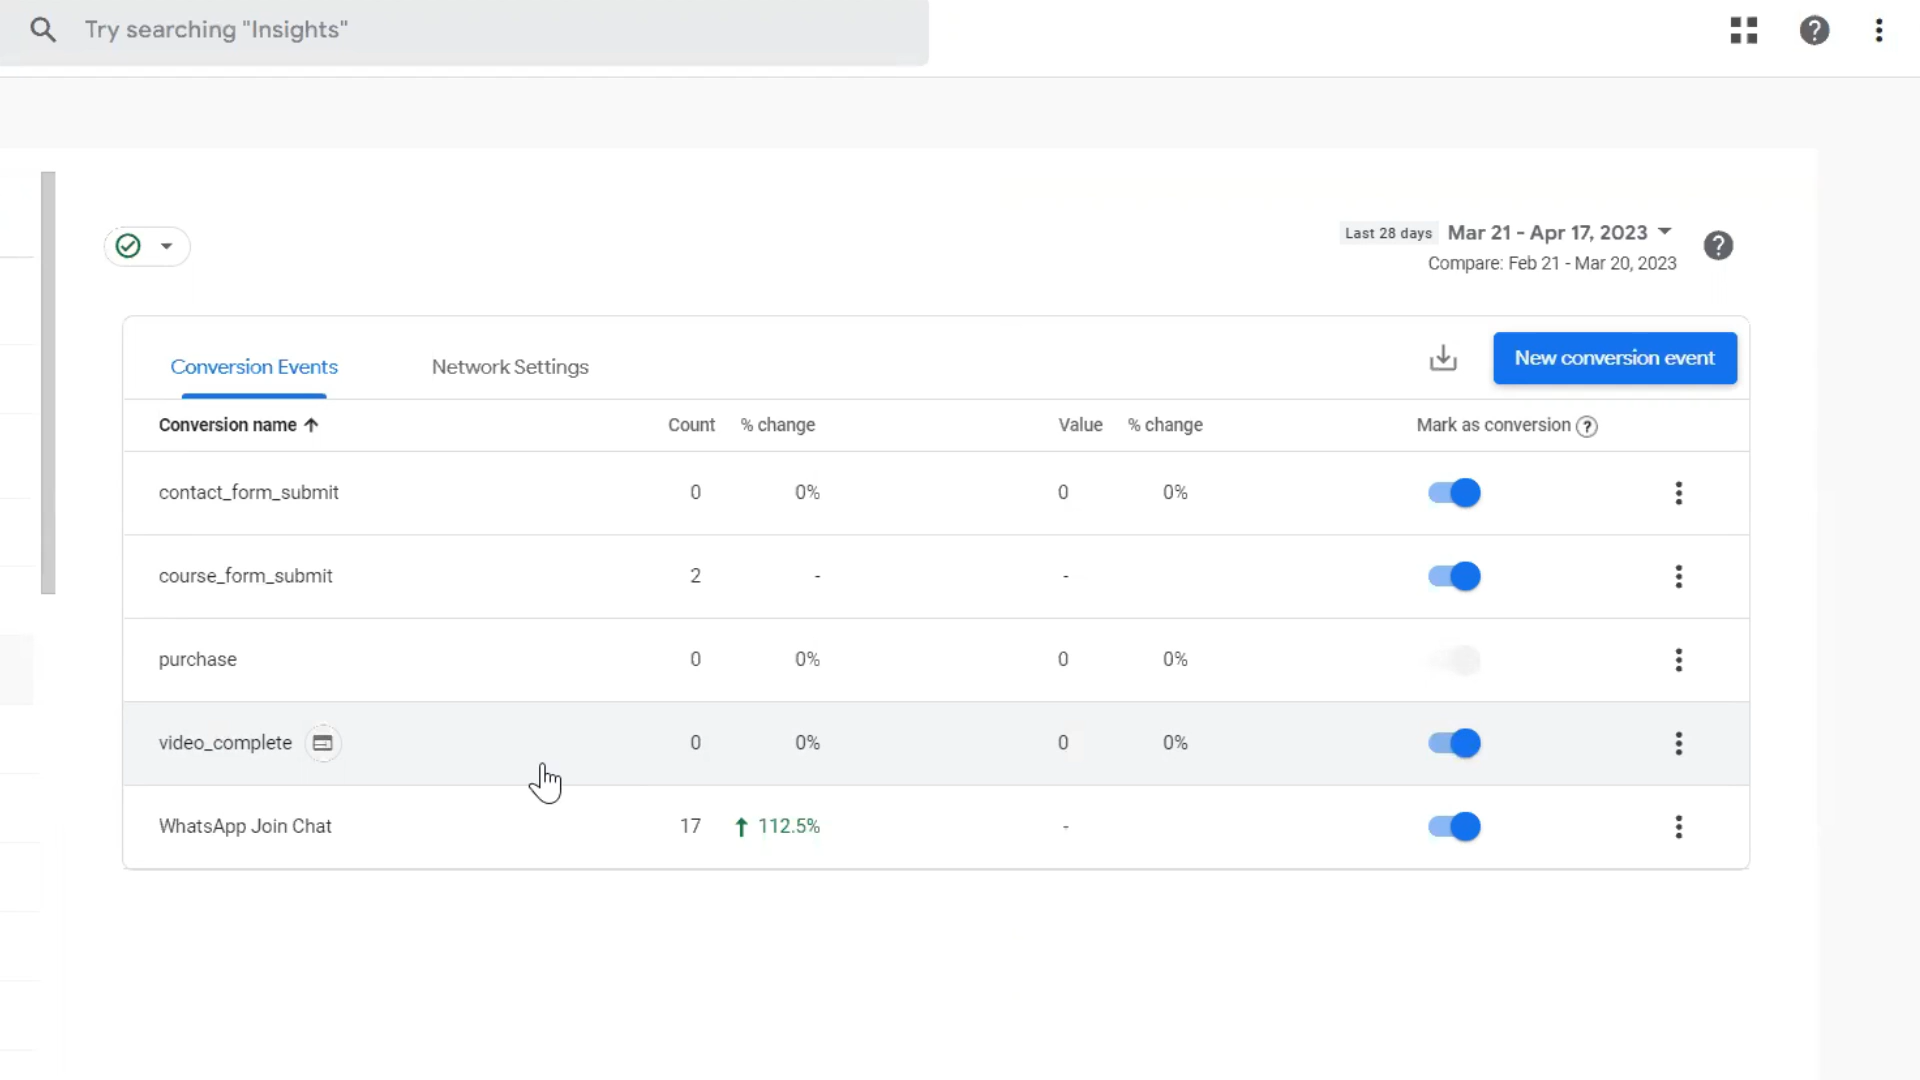 Try searching "Insights"
Last 28 days Mar 21 - Apr 17, 2023
Compare: Feb 21 - Mar 20, 2023
Conversion Events Network Settings New conversion event
Conversion name Count % change Value % change Mark as conversion
contact_form_submit 0 0% 0 0%
course_form_submit 2 - -
purchase 0 0% 0 0%
video_complete 0 0% 0 0%
WhatsApp Join Chat 17 112.5% -